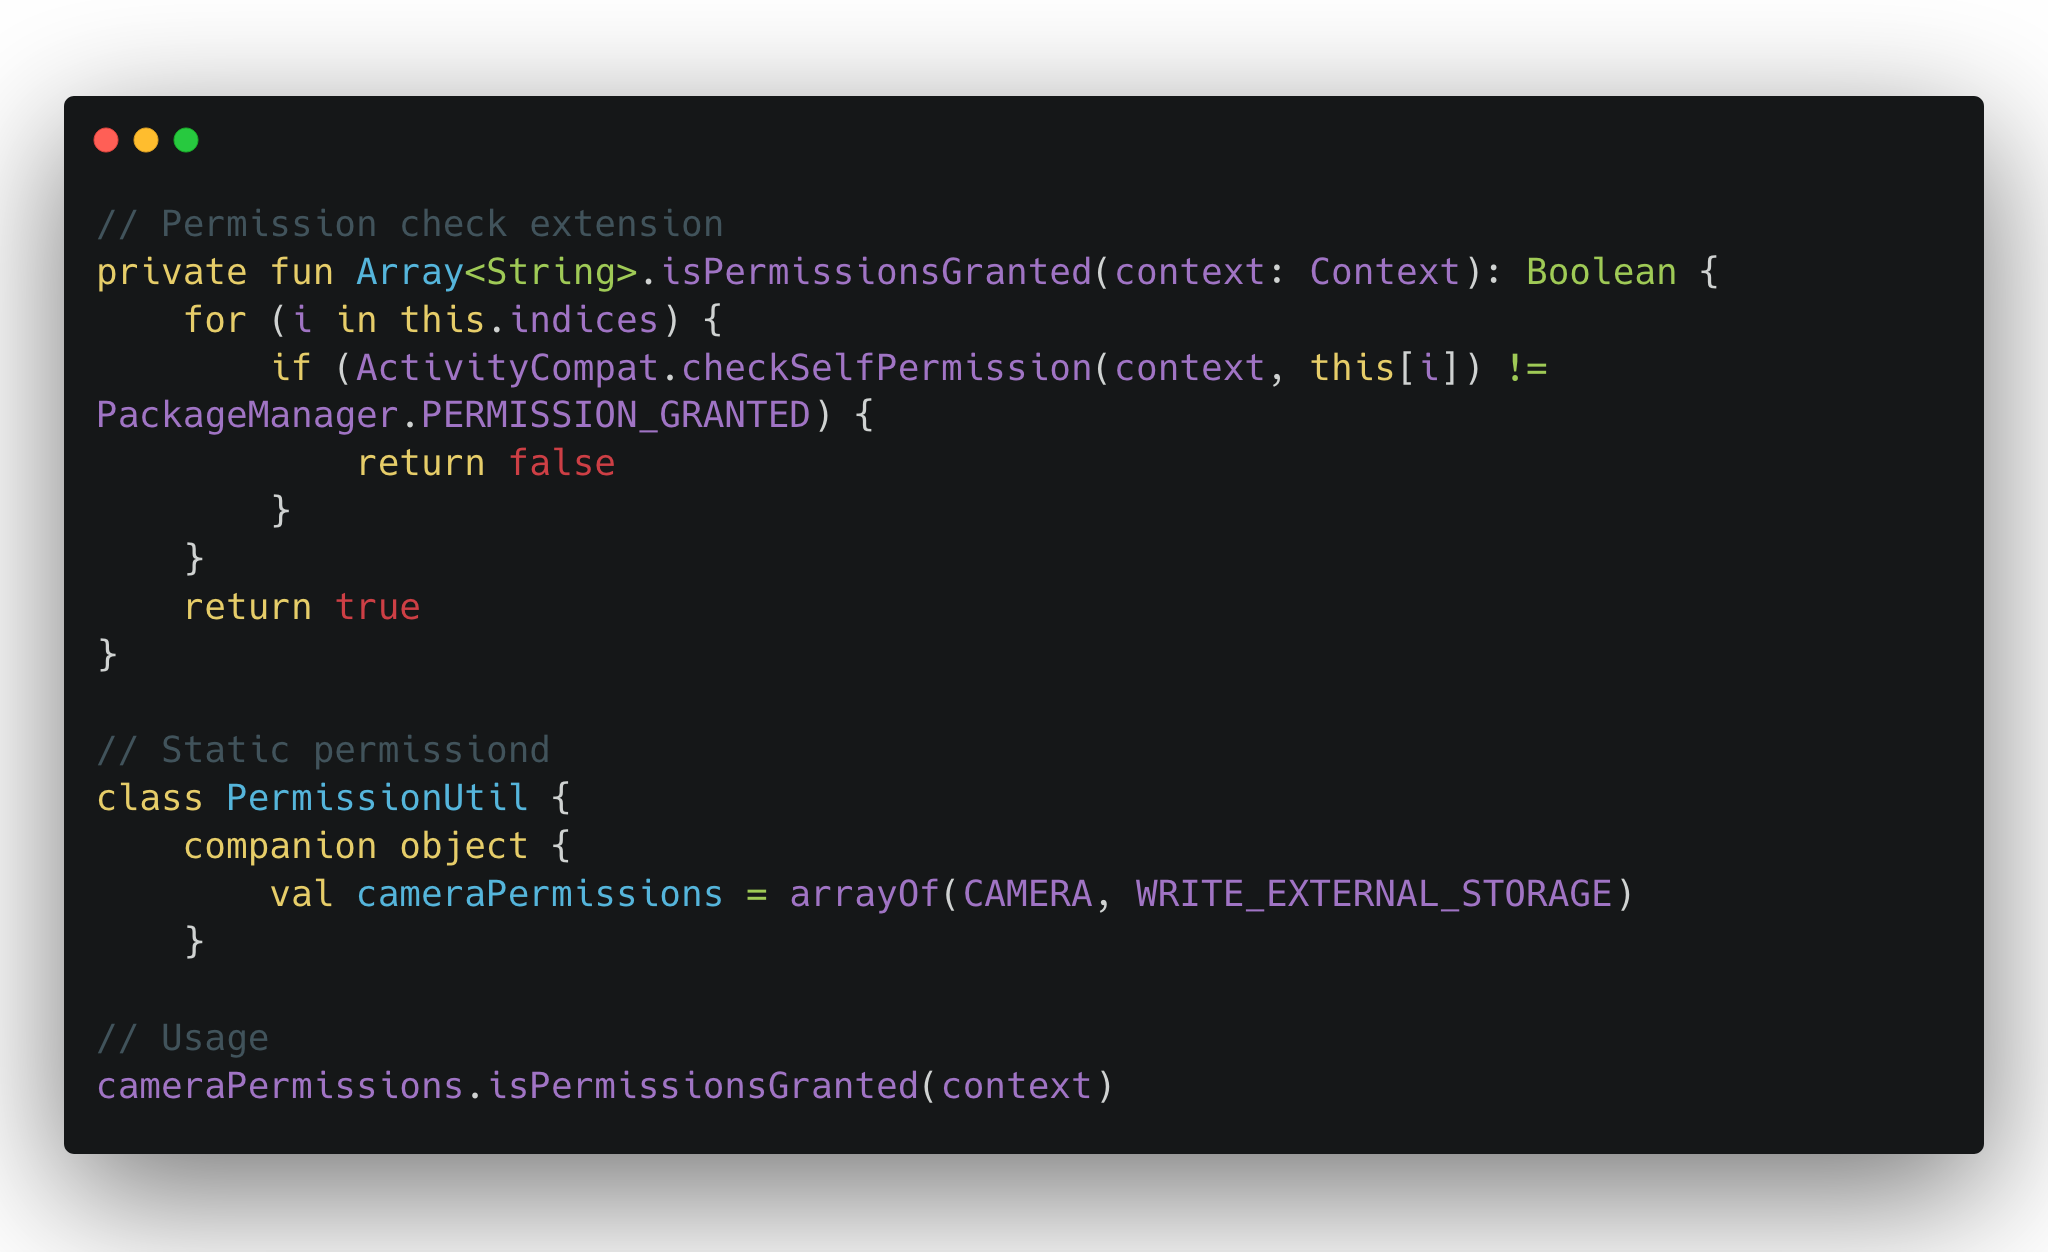 // Permission check extension
private fun Array<String>.isPermissionsGranted(context: Context): Boolean {
    for (i in this.indices) {
        if (ActivityCompat.checkSelfPermission(context, this[i]) !=
PackageManager.PERMISSION_GRANTED) {
            return false
        }
    }
    return true
}

// Static permissiond
class PermissionUtil {
    companion object {
        val cameraPermissions = arrayOf(CAMERA, WRITE_EXTERNAL_STORAGE)
    }

// Usage
cameraPermissions.isPermissionsGranted(context)